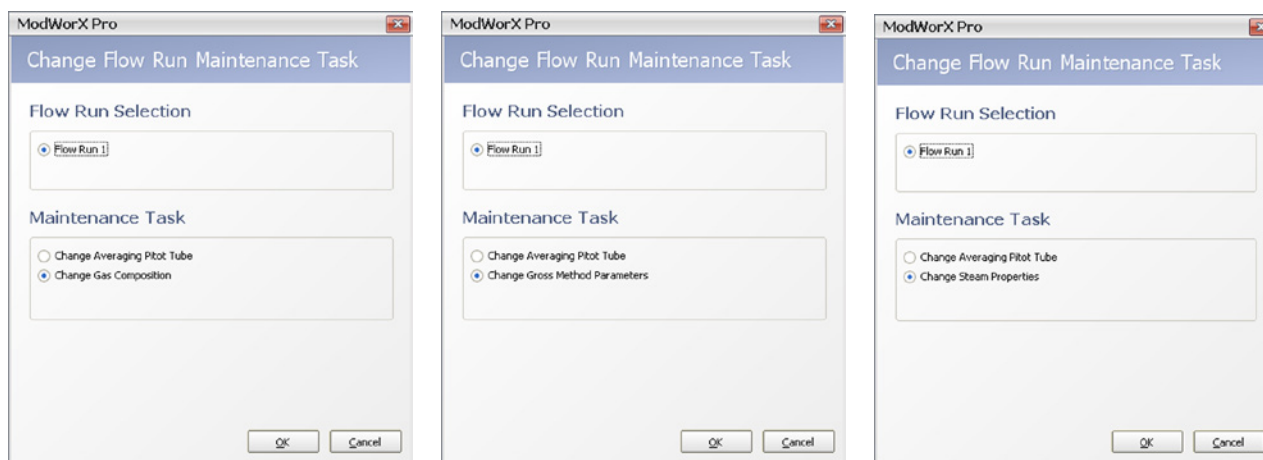 ModWorX Pro
Change Flow Run Maintenance Task
Flow Run Selection
Flow Run 1
Maintenance Task
Change Averaging Pitot Tube
Change Gas Composition
OK
Cancel
ModWorX Pro
Change Flow Run Maintenance Task
Flow Run Selection
Flow Run 1
Maintenance Task
Change Averaging Pitot Tube
Change Gross Method Parameters
OK
Cancel
ModWorX Pro
Change Flow Run Maintenance Task
Flow Run Selection
Flow Run 1
Maintenance Task
Change Averaging Pitot Tube
Change Steam Properties
OK
Cancel